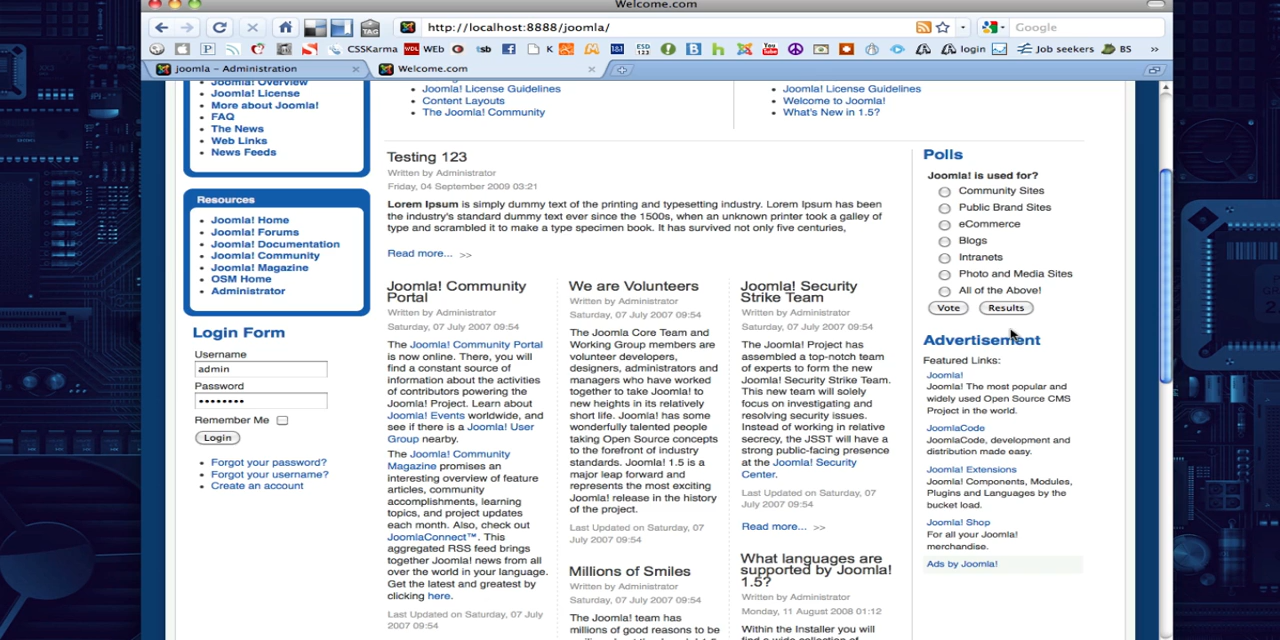 Welcome.com
http://localhost:8888/joomla/
Google
TAG
CSSKarma
WEb
tsb
K
ESD 123
You Tube
login
Job seekers
BS
>>
joomla – Administration
Welcome.com
Joomla! Overview
Joomla! License
More about Joomla!
FAQ
The News
Web Links
News Feeds
Resources
Joomla! Home
Joomla! Forums
Joomla! Documentation
Joomla! Community
Joomla! Magazine
OSM Home
Administrator
Login Form
Username
admin
Password
••••••••
Remember Me
Login
Forgot your password?
Forgot your username?
Create an account
Joomla! License Guidelines
Content Layouts
The Joomla! Community
Joomla! License Guidelines
Welcome to Joomla!
What's New in 1.5?
Testing 123
Written by Administrator
Friday, 04 September 2009 03:21
Lorem Ipsum is simply dummy text of the printing and typesetting industry. Lorem Ipsum has been
the industry's standard dummy text ever since the 1500s, when an unknown printer took a galley of
type and scrambled it to make a type specimen book. It has survived not only five centuries,
Read more... >>
Joomla! Community
Portal
Written by Administrator
Saturday, 07 July 2007 09:54
The Joomla! Community Portal
is now online. There, you will
find a constant source of
information about the activities
of contributors powering the
Joomla! Project. Learn about
Joomla! Events worldwide, and
see if there is a Joomla! User
Group nearby.
The Joomla! Community
Magazine promises an
interesting overview of feature
articles, community
accomplishments, learning
topics, and project updates
each month. Also, check out
JoomlaConnect™. This
aggregated RSS feed brings
together Joomla! news from all
over the world in your language.
Get the latest and greatest by
clicking here.
Last Updated on Saturday, 07 July
2007 09:54
We are Volunteers
Written by Administrator
Saturday, 07 July 2007 09:54
The Joomla Core Team and
Working Group members are
volunteer developers,
designers, administrators and
managers who have worked
together to take Joomla! to
new heights in its relatively
short life. Joomla! has some
wonderfully talented people
taking Open Source concepts
to the forefront of industry
standards. Joomla! 1.5 is a
major leap forward and
represents the most exciting
Joomla! release in the history
of the project.
Last Updated on Saturday, 07
July 2007 09:54
Millions of Smiles
Written by Administrator
Saturday, 07 July 2007 09:54
The Joomla! team has
millions of good reasons to be
Joomla! Security
Strike Team
Written by Administrator
Saturday, 07 July 2007 09:54
The Joomla! Project has
assembled a top-notch team
of experts to form the new
Joomla! Security Strike Team.
This new team will solely
focus on investigating and
resolving security issues.
Instead of working in relative
secrecy, the JSST will have a
strong public-facing presence
at the Joomla! Security
Center.
Last Updated on Saturday, 07
July 2007 09:54
Read more... >>
What languages are
supported by Joomla!
1.5?
Written by Administrator
Monday, 11 August 2008 01:12
Within the Installer you will
Polls
Joomla! is used for?
Community Sites
Public Brand Sites
eCommerce
Blogs
Intranets
Photo and Media Sites
All of the Above!
Vote
Results
Advertisement
Featured Links:
Joomla!
Joomla! The most popular and
widely used Open Source CMS
Project in the world.
JoomlaCode
JoomlaCode, development and
distribution made easy.
Joomla! Extensions
Joomla! Components, Modules,
Plugins and Languages by the
bucket load.
Joomla! Shop
For all your Joomla!
merchandise.
Ads by Joomla!